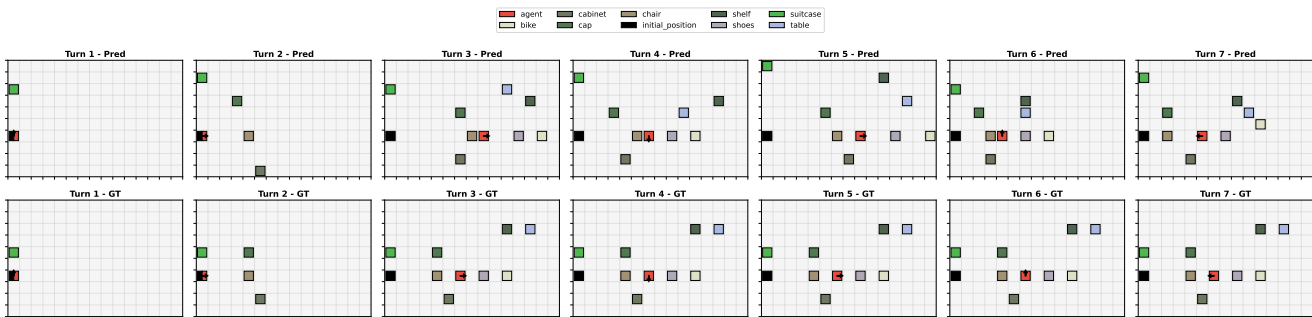 agent cabinet chair shelf suitcase
bike cap initial_position shoes table
Turn 1 - Pred Turn 2 - Pred Turn 3 - Pred Turn 4 - Pred Turn 5 - Pred Turn 6 - Pred Turn 7 - Pred
Turn 1 - GT Turn 2 - GT Turn 3 - GT Turn 4 - GT Turn 5 - GT Turn 6 - GT Turn 7 - GT